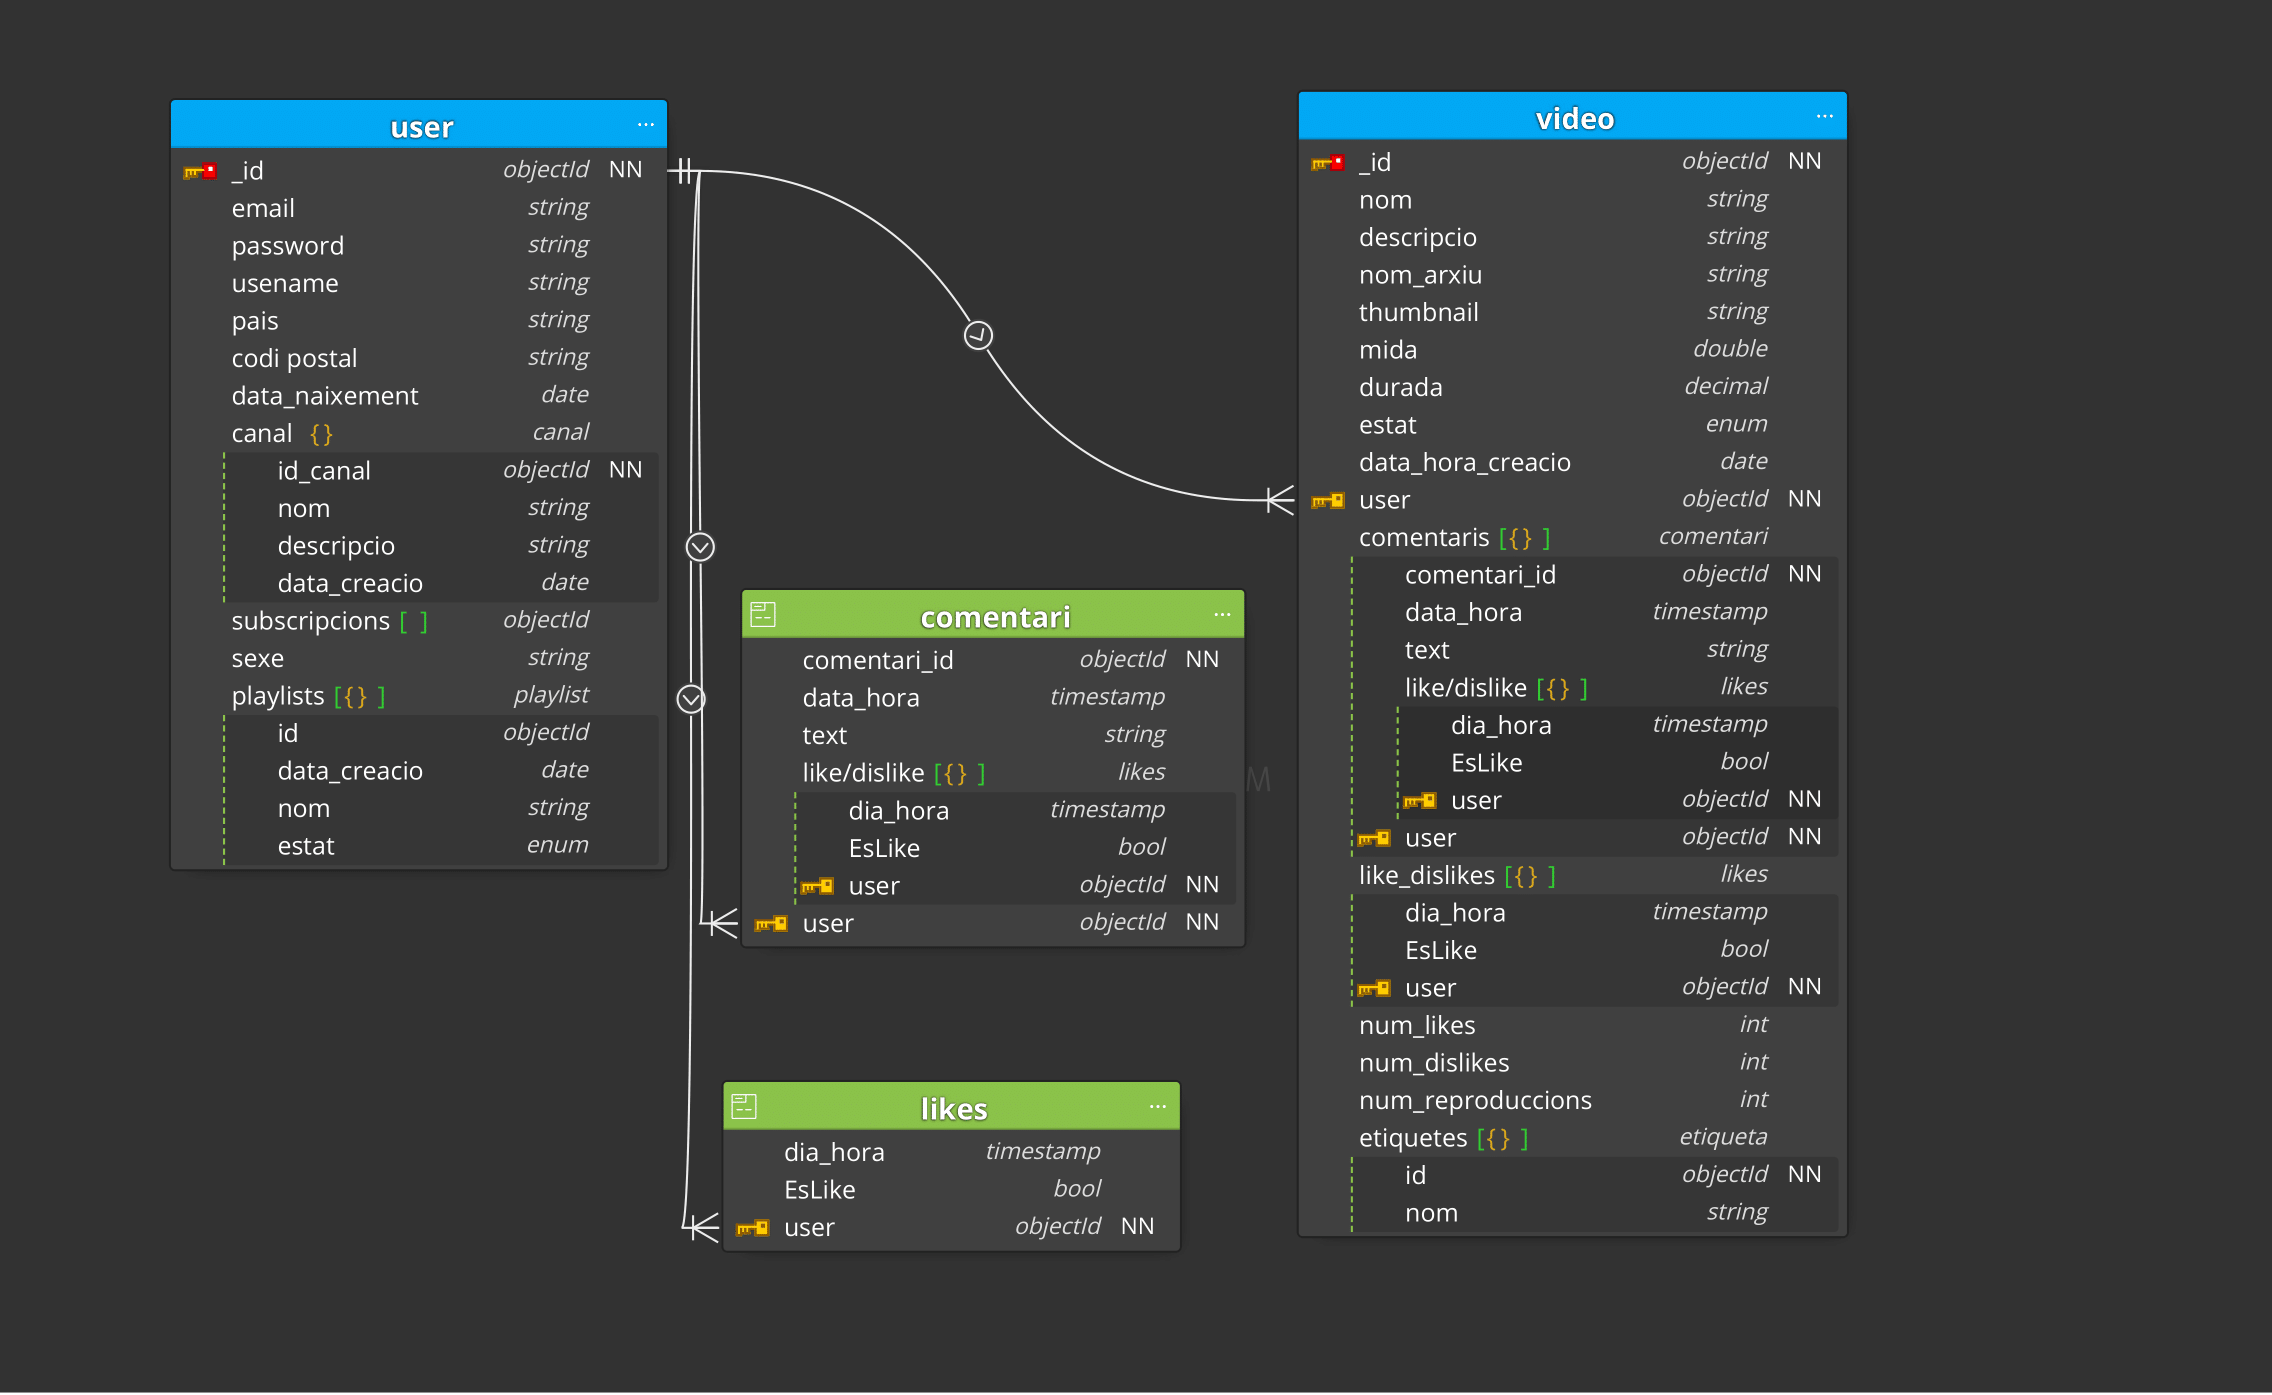 user ...
_id objectId NN
email string
password string
usename string
pais string
codi postal string
data_naixement date
canal {} canal
id_canal objectId NN
nom string
descripcio string
data_creacio date
subscripcions [ ] objectId
sexe string
playlists [{} ] playlist
id objectId
data_creacio date
nom string
estat enum
comentari ...
comentari_id objectId NN
data_hora timestamp
text string
like/dislike [{} ] likes
dia_hora timestamp
EsLike bool
user objectId NN
user objectId NN
M
likes ...
dia_hora timestamp
EsLike bool
user objectId NN
video ...
_id objectId NN
nom string
descripcio string
nom_arxiu string
thumbnail string
mida double
durada decimal
estat enum
data_hora_creacio date
user objectId NN
comentaris [{} ] comentari
comentari_id objectId NN
data_hora timestamp
text string
like/dislike [{} ] likes
dia_hora timestamp
EsLike bool
user objectId NN
user objectId NN
like_dislikes [{} ] likes
dia_hora timestamp
EsLike bool
user objectId NN
num_likes int
num_dislikes int
num_reproduccions int
etiquetes [{} ] etiqueta
id objectId NN
nom string